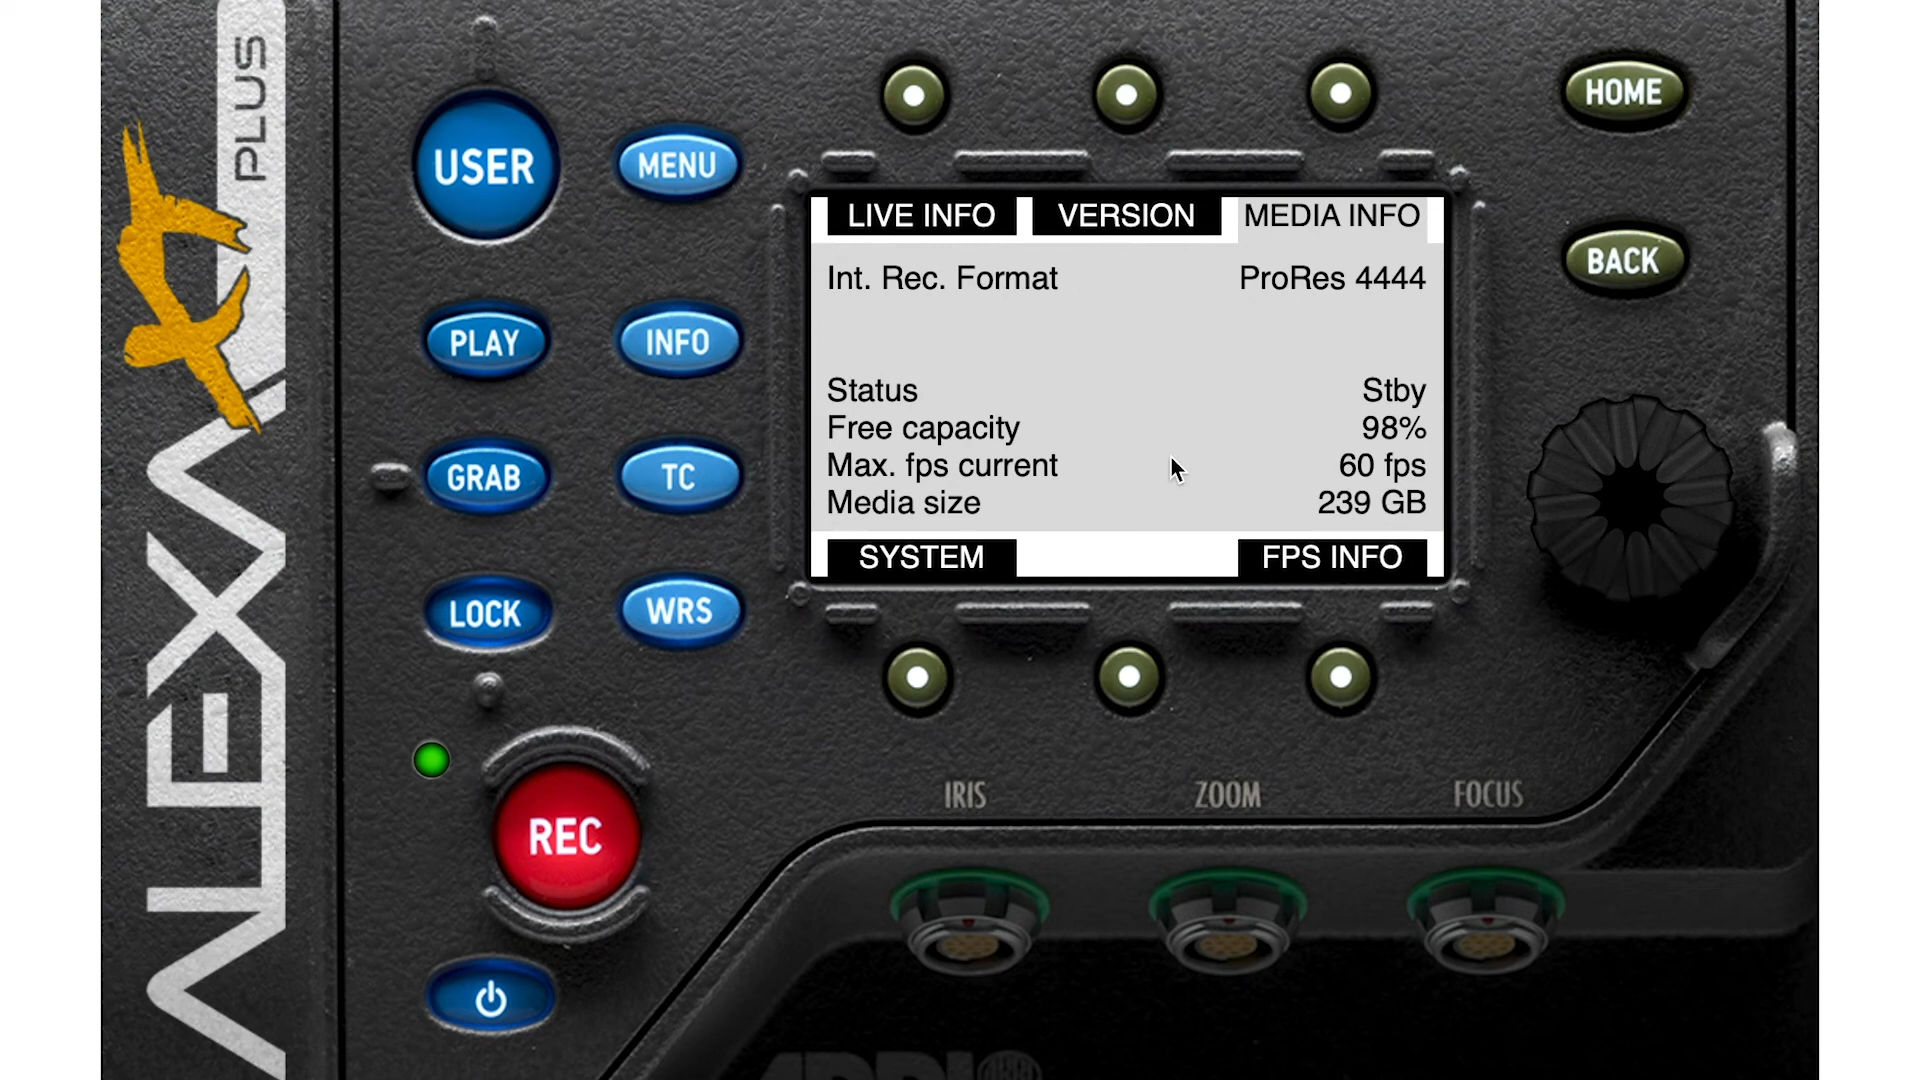 ALEXA XT PLUS
USER
MENU
PLAY
INFO
GRAB
TC
LOCK
WRS
REC
HOME
BACK
LIVE INFO VERSION MEDIA INFO
Int. Rec. Format ProRes 4444
Status Stby
Free capacity 98%
Max. fps current 60 fps
Media size 239 GB
SYSTEM FPS INFO
IRIS ZOOM FOCUS
ARRI